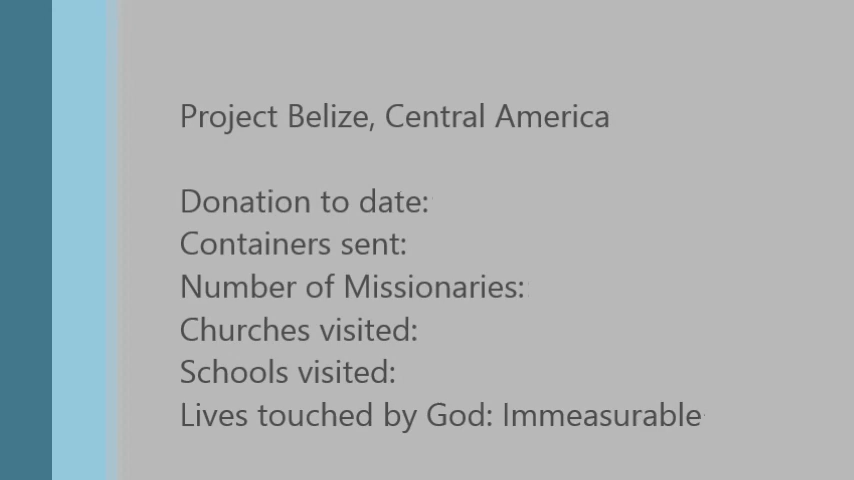 Project Belize, Central America
Donation to date:
Containers sent:
Number of Missionaries:
Churches visited:
Schools visited:
Lives touched by God: Immeasurable